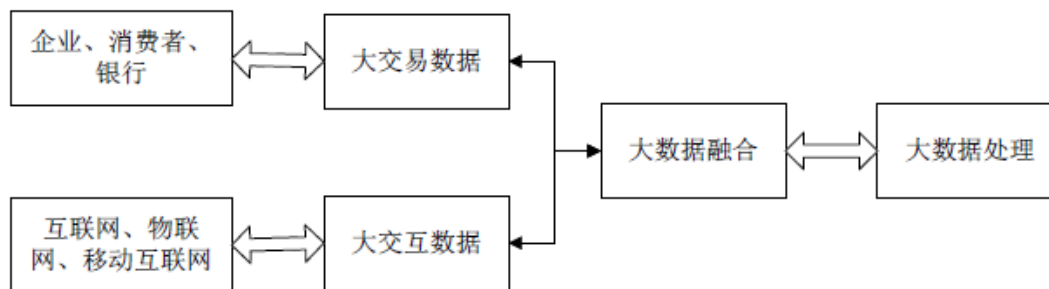 企业、消费者、
银行
大交易数据
大数据融合
大数据处理
互联网、物联
网、移动互联网
大交互数据